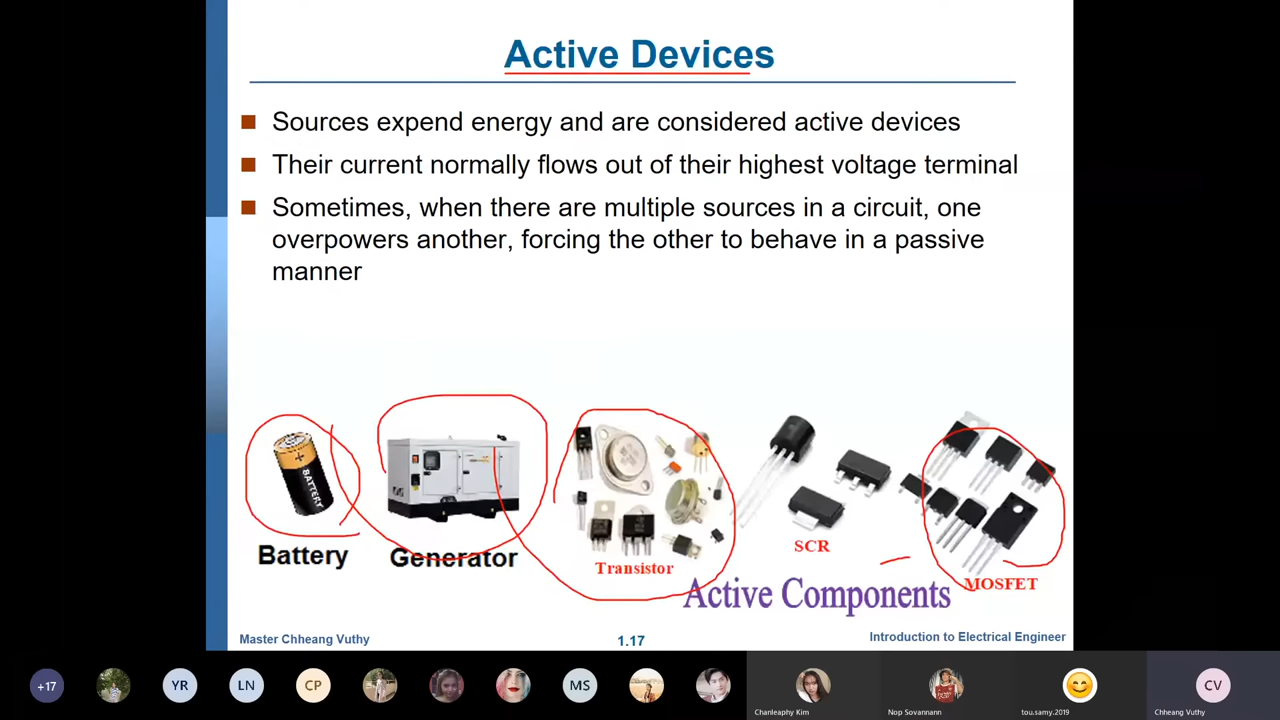 Active Devices
Sources expend energy and are considered active devices
Their current normally flows out of their highest voltage terminal
Sometimes, when there are multiple sources in a circuit, one
overpowers another, forcing the other to behave in a passive
manner
BATTERY
Battery
Generator
Transistor
SCR
MOSFET
Active Components
Master Chheang Vuthy
1.17
Introduction to Electrical Engineer
+17
YR
LN
CP
MS
CV
Chanleaphy Kim
Nop Sovannann
tou.samy.2019
Chheang Vuthy